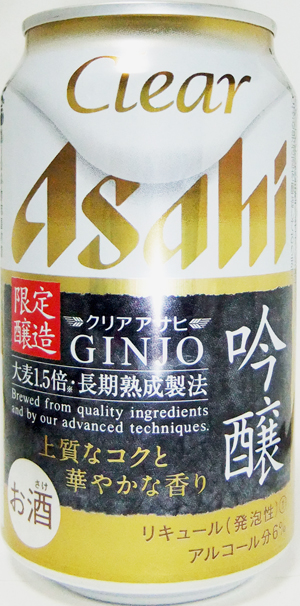 Clear
Asahi
限定
醸造
クリアアサヒ
GINJO
吟醸
大麦1.5倍※・長期熟成製法
Brewed from quality ingredients
and by our advanced techniques.
上質なコクと
華やかな香り
さけ
お酒
リキュール(発泡性)①
アルコール分6%